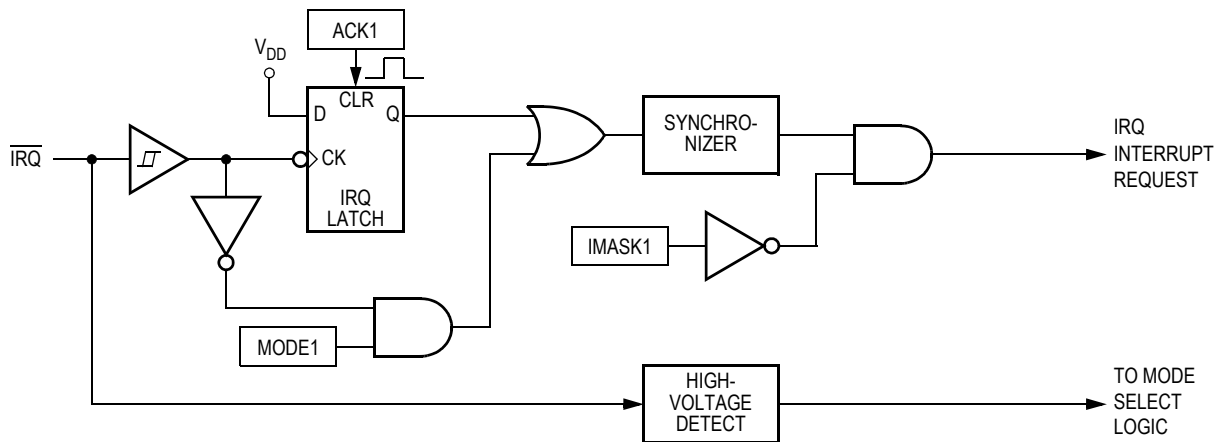 ACK1
VDD
CLR
D
Q
IRQ
CK
IRQ
LATCH
SYNCHRO-
NIZER
IRQ
INTERRUPT
REQUEST
IMASK1
MODE1
HIGH-
VOLTAGE
DETECT
TO MODE
SELECT
LOGIC